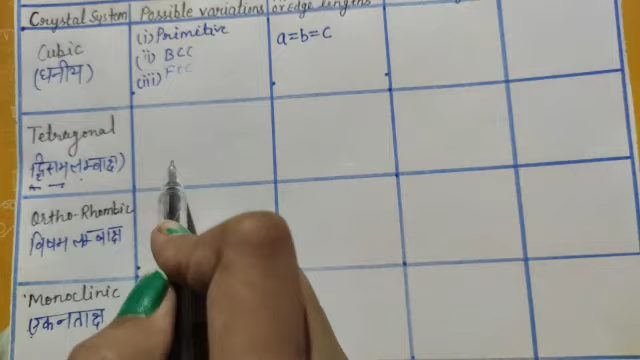 Crystal System Possible variations or edge lengths
Cubic
(घनीय)
(i) Primitive
(ii) BCC
(iii) FCC
a=b=c
Tetragonal
द्विसमलम्बाक्ष)
Ortho-Rhombic
विषम लम्बाक्ष
Monoclinic
एकनताक्ष